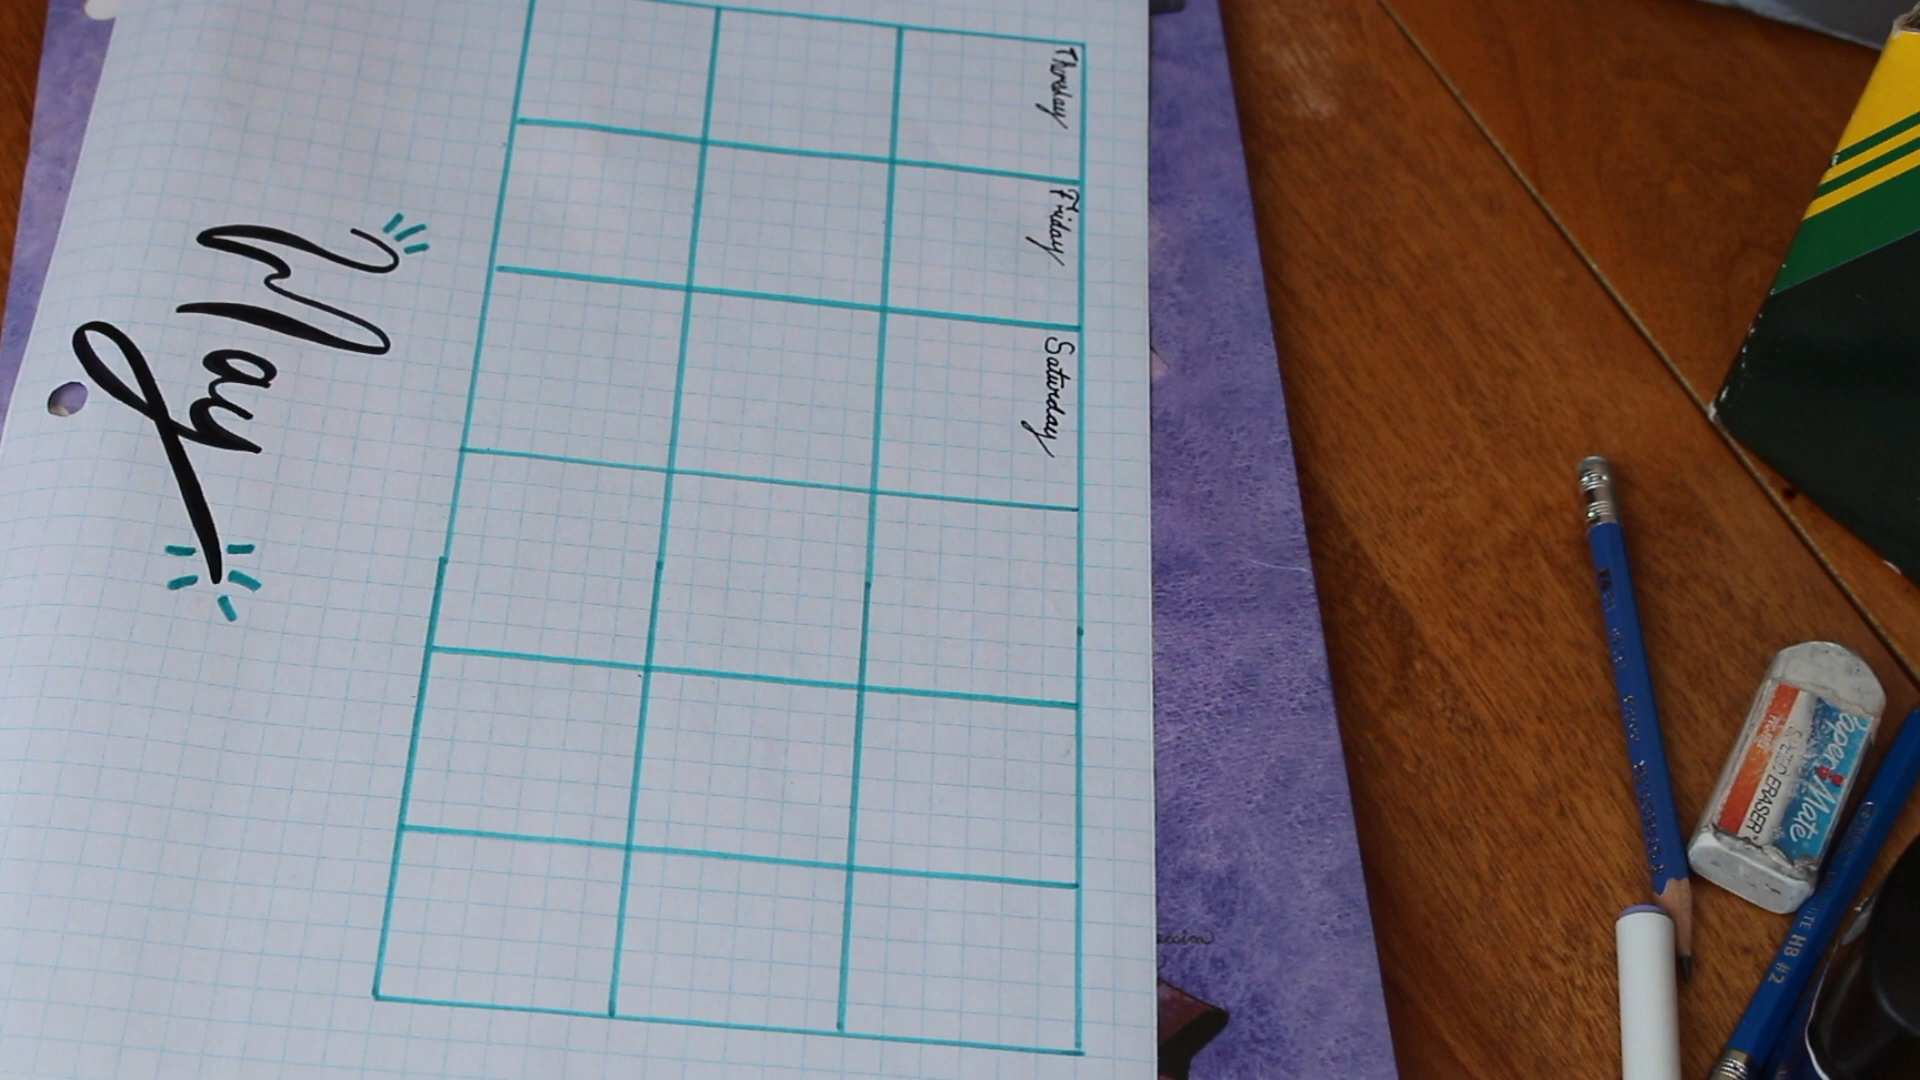 May
Thursday
Friday
Saturday
Paper Mate
ERASER
HB #2